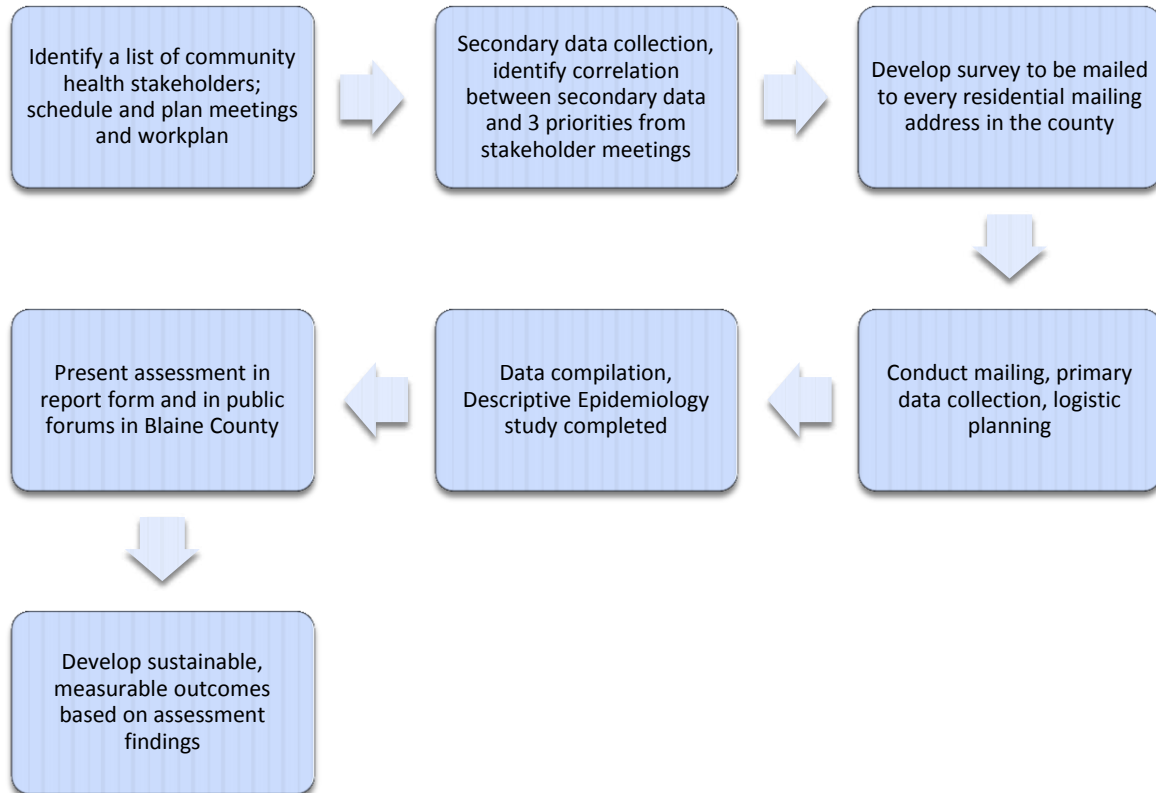 Identify a list of community
health stakeholders;
schedule and plan meetings
and workplan
Secondary data collection,
identify correlation
between secondary data
and 3 priorities from
stakeholder meetings
Develop survey to be mailed
to every residential mailing
address in the county
Conduct mailing, primary
data collection, logistic
planning
Data compilation,
Descriptive Epidemiology
study completed
Present assessment in
report form and in public
forums in Blaine County
Develop sustainable,
measurable outcomes
based on assessment
findings